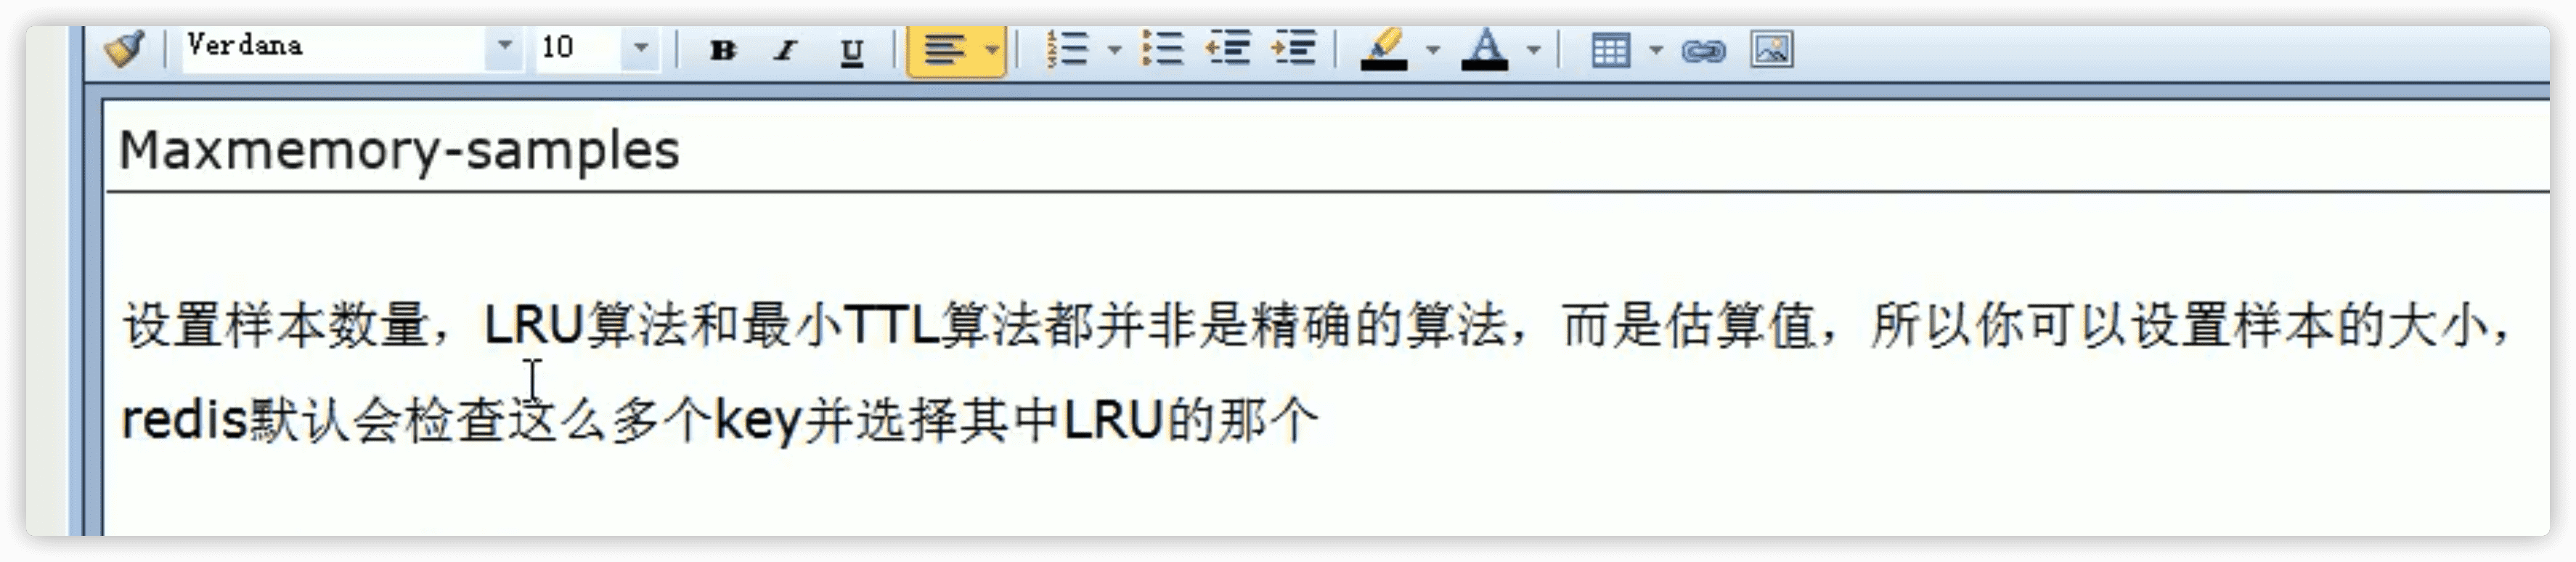 Verdana 10 B I U A
Maxmemory-samples
设置样本数量，LRU算法和最小TTL算法都并非是精确的算法，而是估算值，所以你可以设置样本的大小，
redis默认会检查这么多个key并选择其中LRU的那个